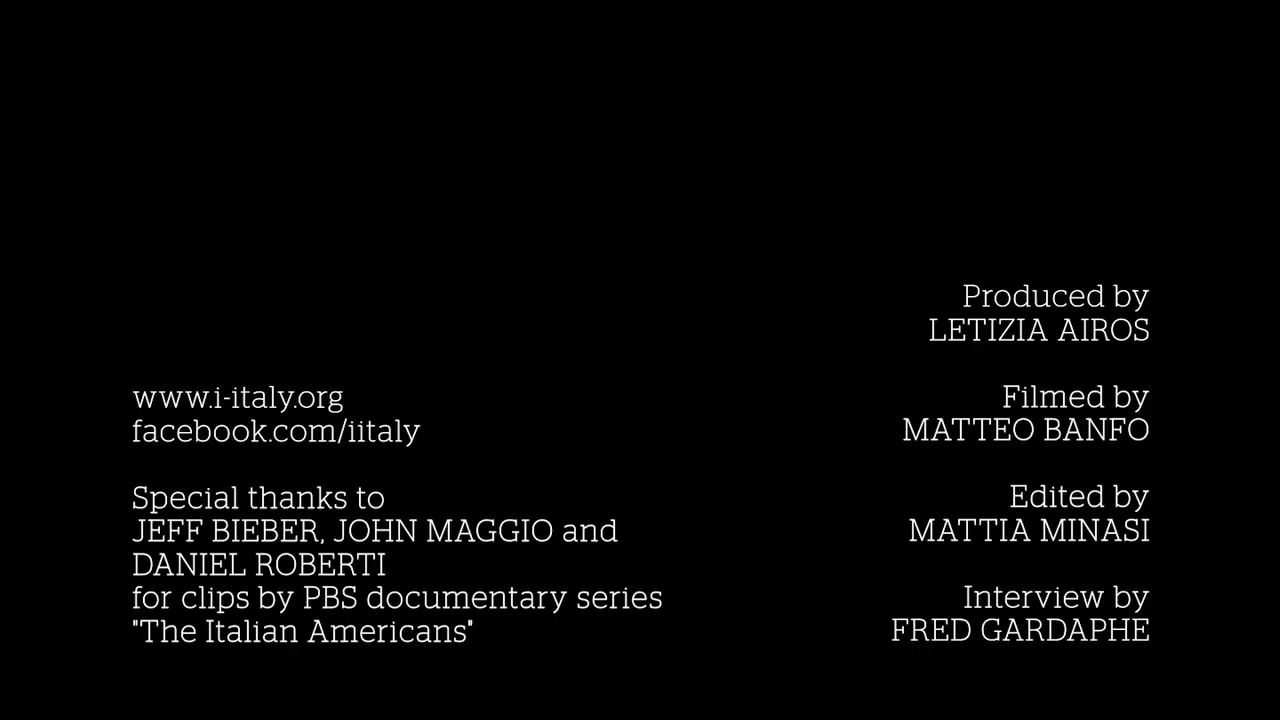 www.i-italy.org
facebook.com/iitaly
Special thanks to
JEFF BIEBER, JOHN MAGGIO and
DANIEL ROBERTI
for clips by PBS documentary series
"The Italian Americans"
Produced by
LETIZIA AIROS
Filmed by
MATTEO BANFO
Edited by
MATTIA MINASI
Interview by
FRED GARDAPHE